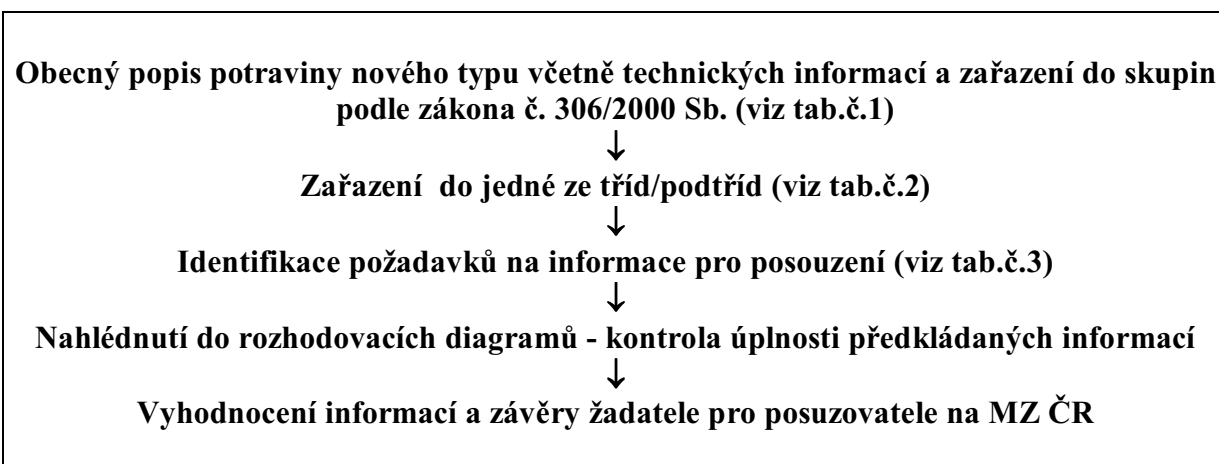 Obecný popis potraviny nového typu včetně technických informací a zařazení do skupin
podle zákona č. 306/2000 Sb. (viz tab.č.1)
↓
Zařazení do jedné ze tříd/podtříd (viz tab.č.2)
↓
Identifikace požadavků na informace pro posouzení (viz tab.č.3)
↓
Nahlédnutí do rozhodovacích diagramů - kontrola úplnosti předkládaných informací
↓
Vyhodnocení informací a závěry žadatele pro posuzovatele na MZ ČR